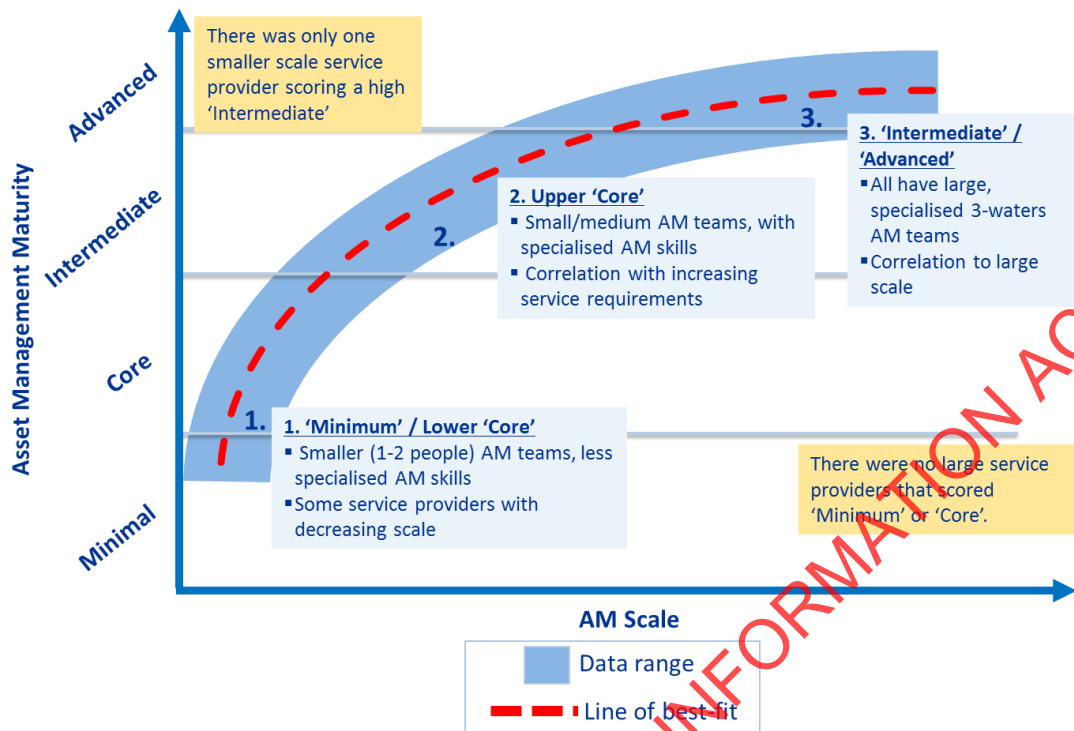 There was only one
smaller scale service
provider scoring a high
‘Intermediate’
Asset Management Maturity
Advanced
Intermediate
Core
Minimal
1.
2.
3.
3. ‘Intermediate’ /
‘Advanced’
▪All have large,
specialised 3-waters
AM teams
▪Correlation to large
scale
2. Upper ‘Core’
▪ Small/medium AM teams, with
specialised AM skills
▪ Correlation with increasing
service requirements
1. ‘Minimum’ / Lower ‘Core’
▪ Smaller (1-2 people) AM teams, less
specialised AM skills
▪Some service providers with
decreasing scale
There were no large service
providers that scored
‘Minimum’ or ‘Core’.
AM Scale
Data range
Line of best-fit
INFORMATION AC